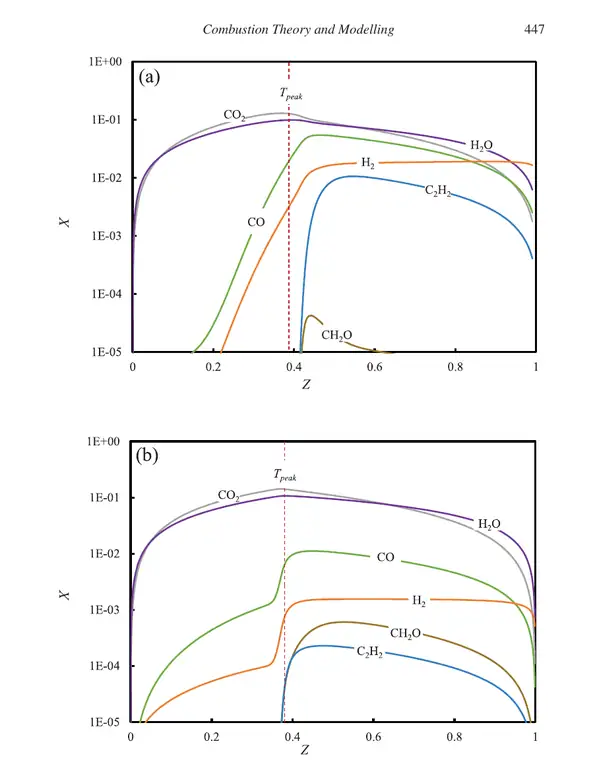 Combustion Theory and Modelling 447
(a)
1E+00
1E-01
1E-02
1E-03
1E-04
1E-05
X
T_peak
CO₂
H₂O
H₂
C₂H₂
CO
CH₂O
0 0.2 0.4 0.6 0.8 1
Z
(b)
1E+00
1E-01
1E-02
1E-03
1E-04
1E-05
X
T_peak
CO₂
H₂O
CO
H₂
CH₂O
C₂H₂
0 0.2 0.4 0.6 0.8 1
Z